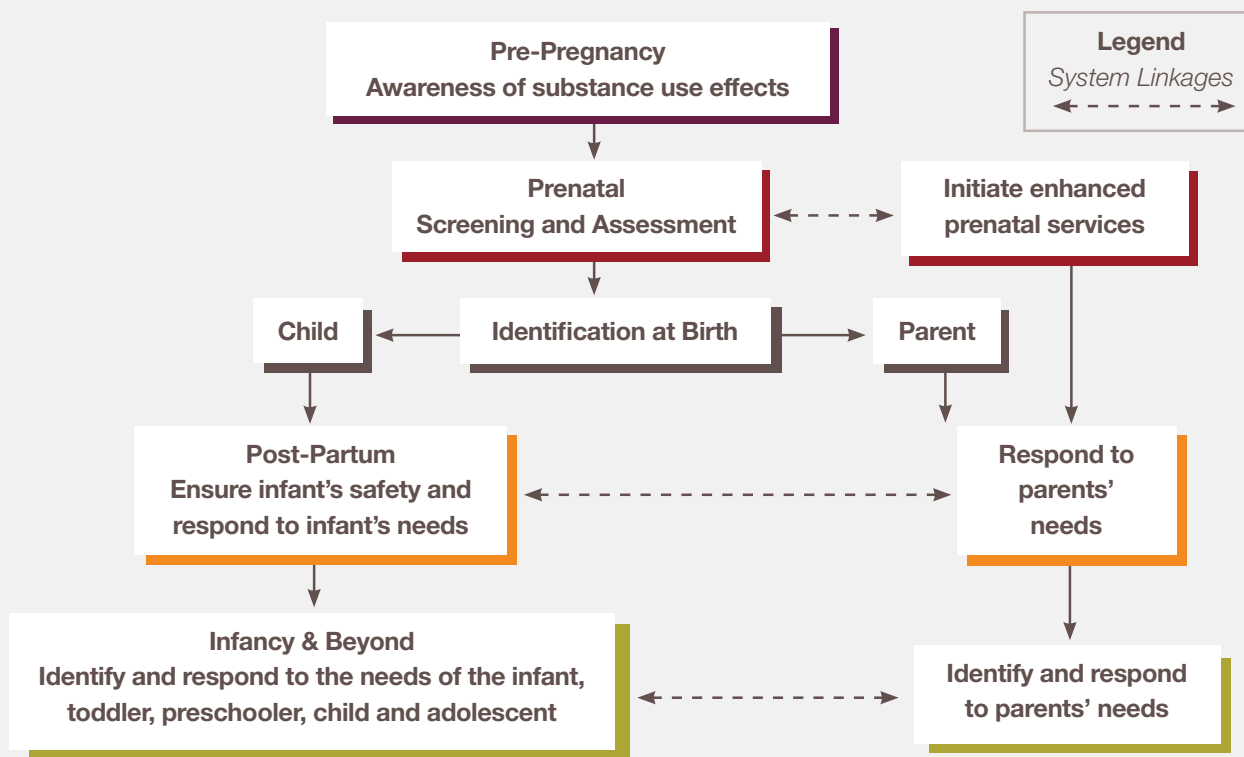 Pre-Pregnancy
Awareness of substance use effects
Legend
System Linkages
Prenatal
Screening and Assessment
Initiate enhanced
prenatal services
Child
Identification at Birth
Parent
Post-Partum
Ensure infant’s safety and
respond to infant’s needs
Respond to
parents’
needs
Infancy & Beyond
Identify and respond to the needs of the infant,
toddler, preschooler, child and adolescent
Identify and respond
to parents’ needs